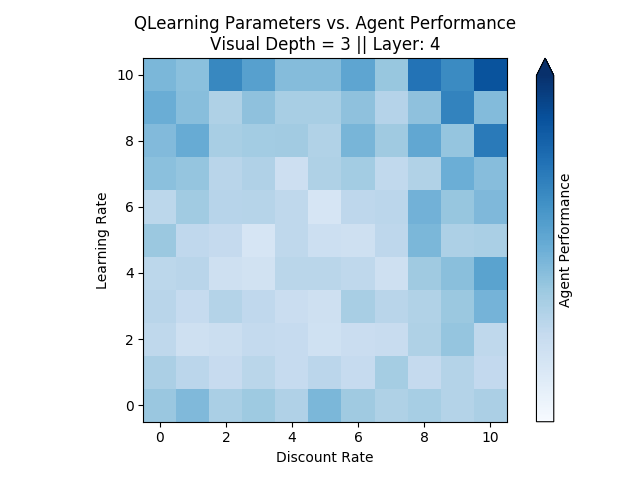 QLearning Parameters vs. Agent Performance
Visual Depth = 3 || Layer: 4
10
8
6
4
2
0
Learning Rate
0 2 4 6 8 10
Discount Rate
Agent Performance